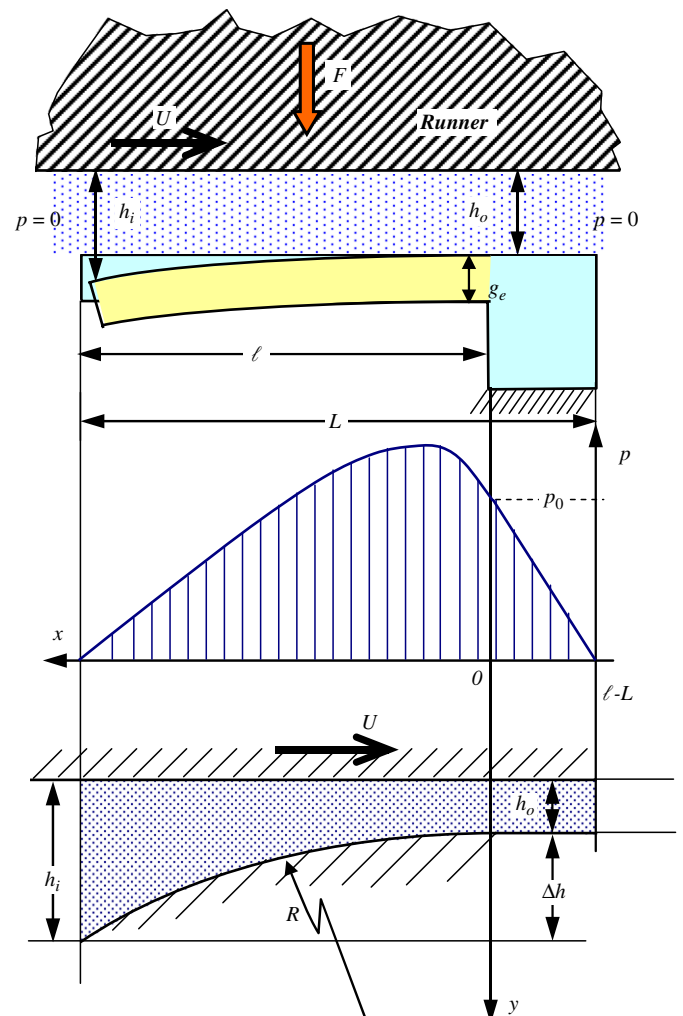 F
U
Runner
p = 0
h_i
h_o
p = 0
g_e
ℓ
L
p
p_0
x
0
ℓ-L
U
h_o
h_i
Δh
R
y